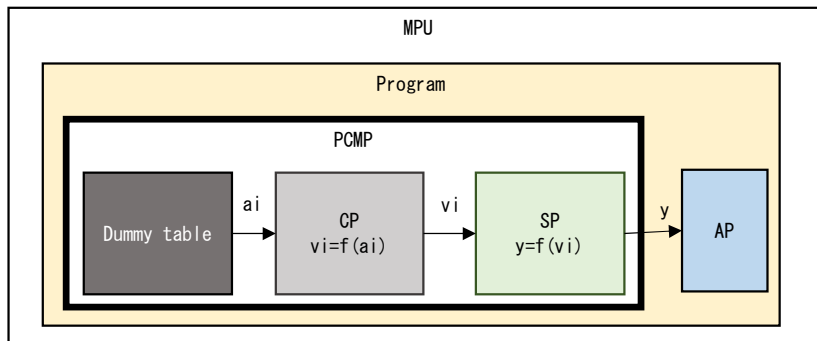 MPU
Program
PCMP
Dummy table
ai
CP
vi=f(ai)
vi
SP
y=f(vi)
y
AP